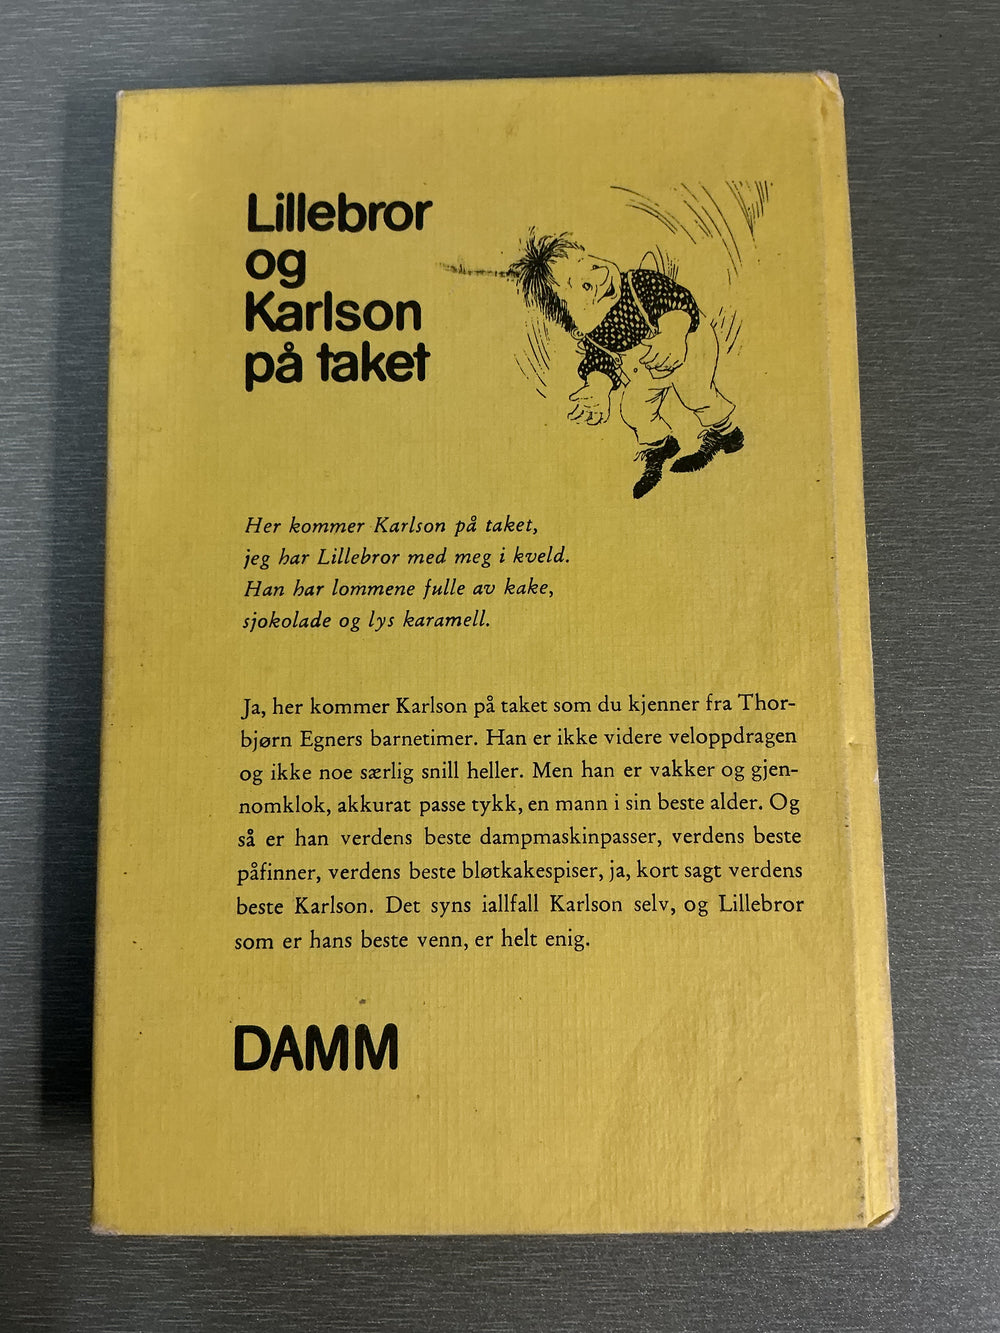 Lillebror
og
Karlson
på taket
Her kommer Karlson på taket,
jeg har Lillebror med meg i kveld.
Han har lommene fulle av kake,
sjokolade og lys karamell.
Ja, her kommer Karlson på taket som du kjenner fra Thor-
bjørn Egners barnetimer. Han er ikke videre veloppdragen
og ikke noe særlig snill heller. Men han er vakker og gjen-
nomklok, akkurat passe tykk, en mann i sin beste alder. Og
så er han verdens beste dampmaskinpasser, verdens beste
påfinner, verdens beste bløtkakespiser, ja, kort sagt verdens
beste Karlson. Det syns iallfall Karlson selv, og Lillebror
som er hans beste venn, er helt enig.
DAMM